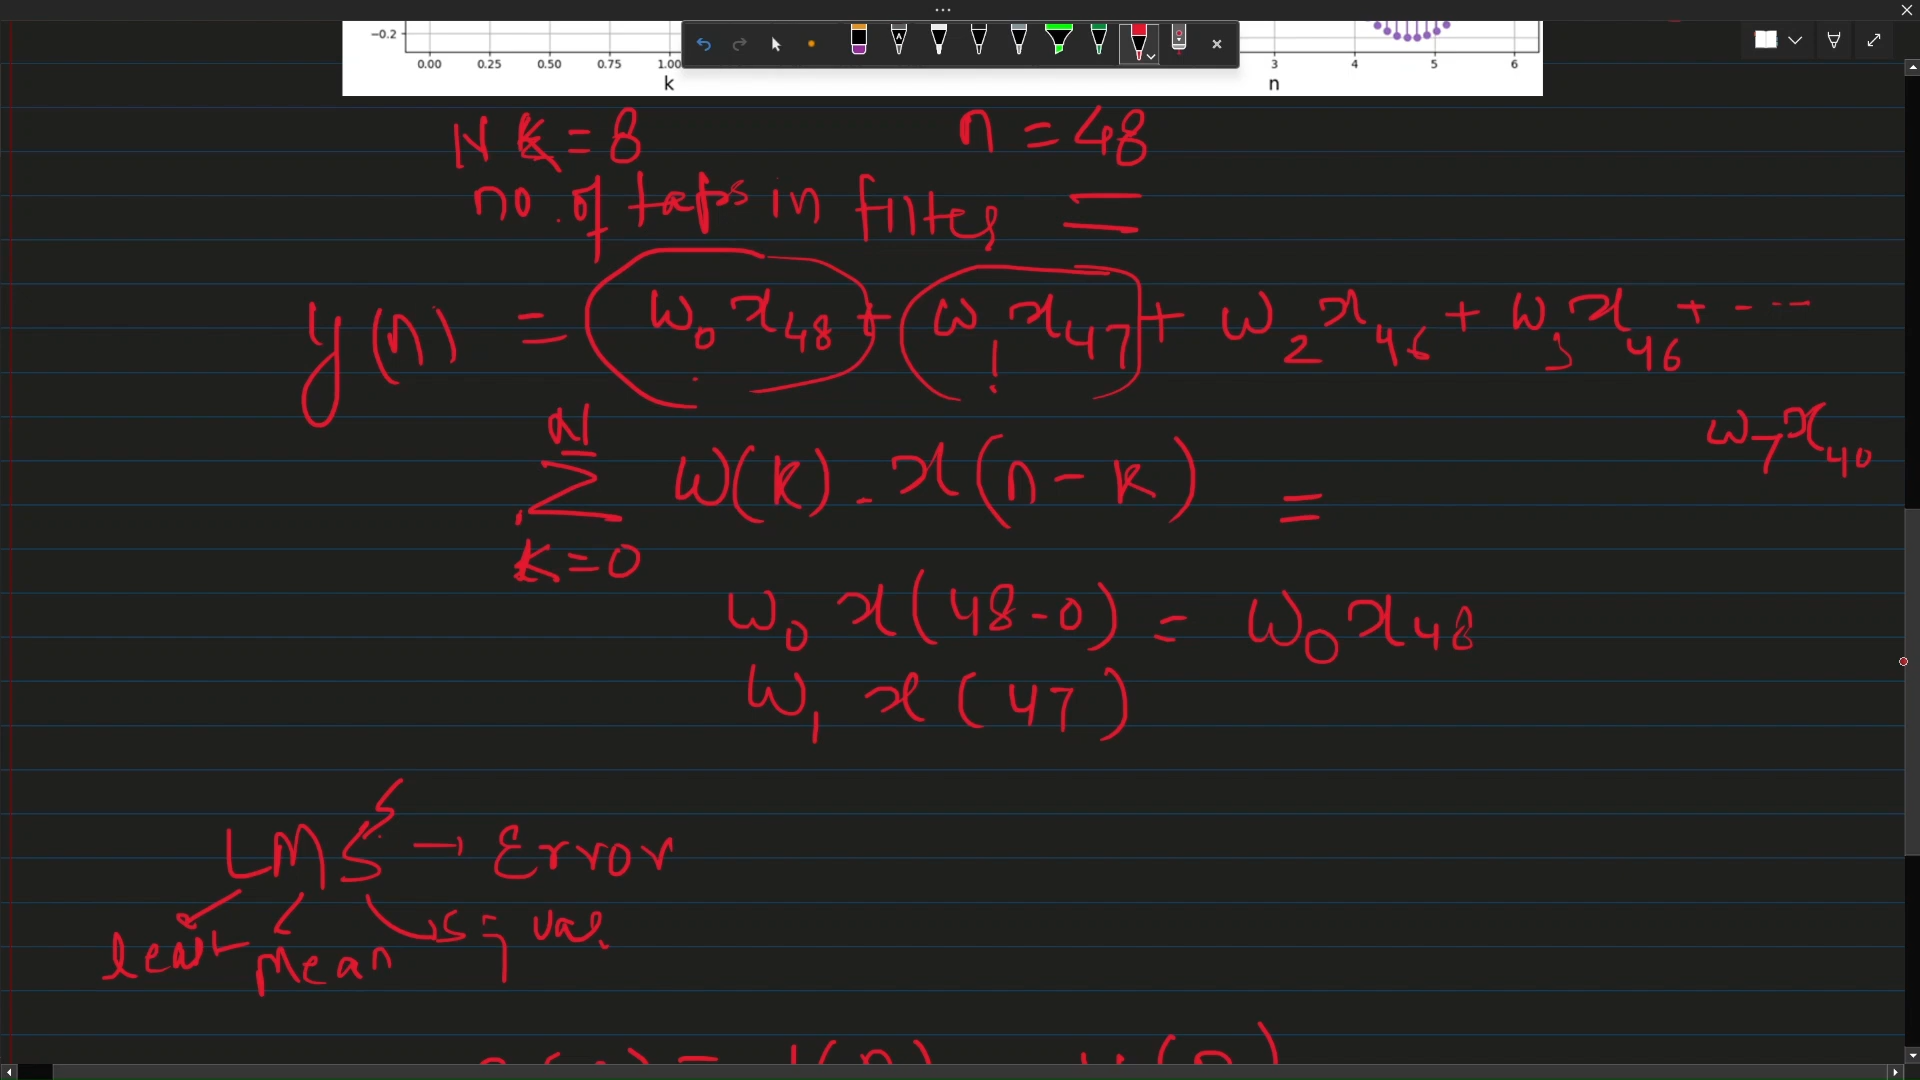 ...
−0.2
0.00 0.25 0.50 0.75 1.00 3 4 5 6
k n
N K = 8 n = 48
no. of taps in filter
y(n) = w₀ x₄₈ + w₁ x₄₇ + w₂ x₄₆ + w₃ x₄₆ + - ---
w₇ x₄₀
N
Σ w(k) . x(n - k) =
k = 0
w₀ x(48 - 0) = w₀ x₄₈
w₁ x(47)
LMS → Error
least Mean